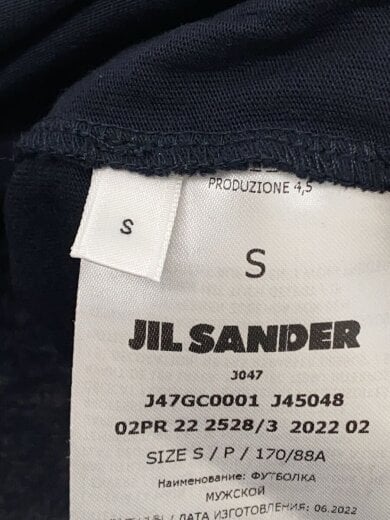 PRODUZIONE 4,5
S
S
JIL SANDER
J047
J47GC0001 J45048
02PR 22 2528/3 2022 02
SIZE S / P / 170/88A
Наименование: ФУТБОЛКА
МУЖСКОЙ
/ ДАТА ИЗГОТОВЛЕНИЯ: 06.2022